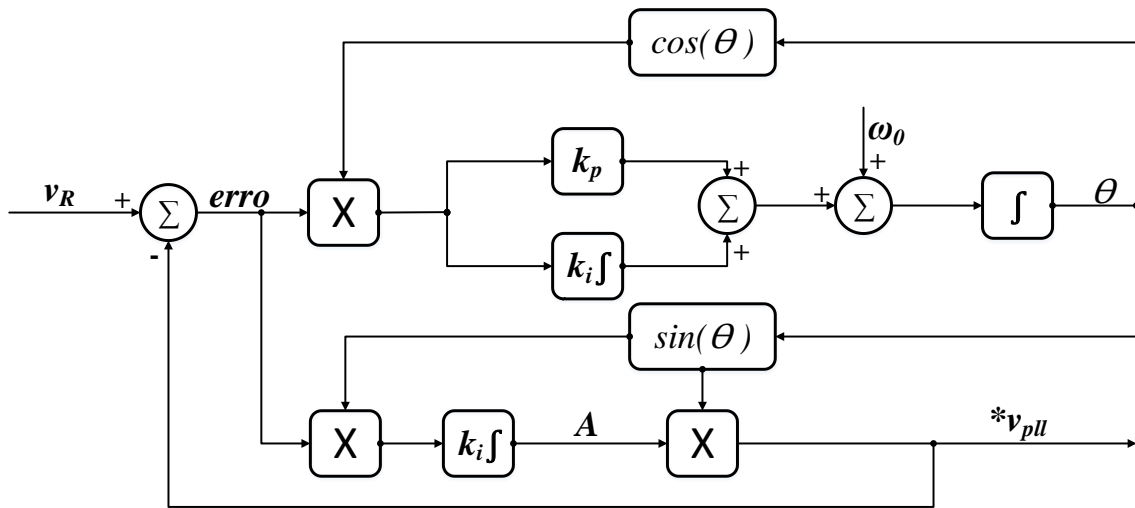 cos(θ)
ω0
kp
+
+
vR
+
erro
X
Σ
Σ
+
Σ
∫
θ
-
ki∫
+
sin(θ)
X
ki∫
A
X
*vpll